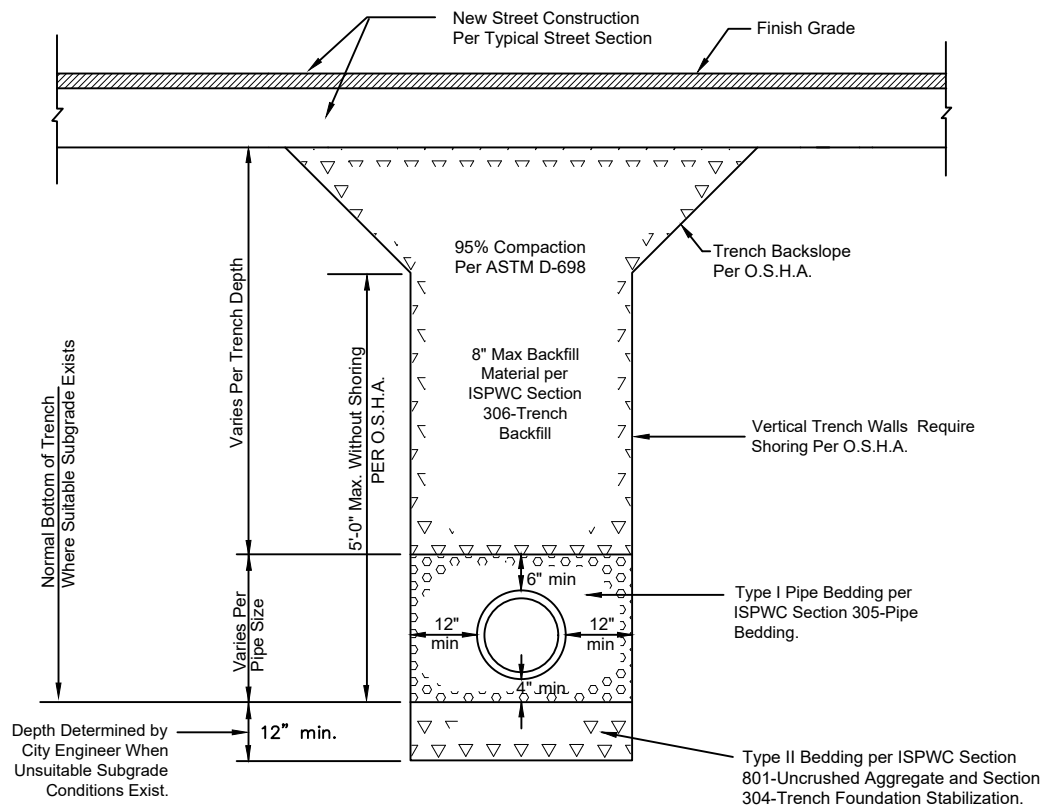 New Street Construction
Per Typical Street Section
Finish Grade
95% Compaction
Per ASTM D-698
Trench Backslope
Per O.S.H.A.
Normal Bottom of Trench
Where Suitable Subgrade Exists
Varies Per Trench Depth
5'-0" Max. Without Shoring
PER O.S.H.A.
8" Max Backfill
Material per
ISPWC Section
306-Trench
Backfill
Vertical Trench Walls Require
Shoring Per O.S.H.A.
Varies Per
Pipe Size
6" min
12"
min
12"
min
4" min
Type I Pipe Bedding per
ISPWC Section 305-Pipe
Bedding.
Depth Determined by
City Engineer When
Unsuitable Subgrade
Conditions Exist.
12" min.
Type II Bedding per ISPWC Section
801-Uncrushed Aggregate and Section
304-Trench Foundation Stabilization.